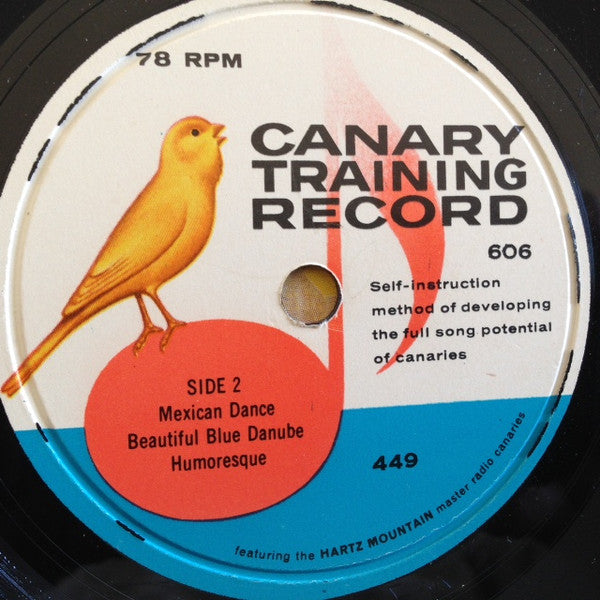 78 RPM
CANARY
TRAINING
RECORD
606
Self-instruction
method of developing
the full song potential
of canaries
SIDE 2
Mexican Dance
Beautiful Blue Danube
Humoresque
449
featuring the HARTZ MOUNTAIN master radio canaries